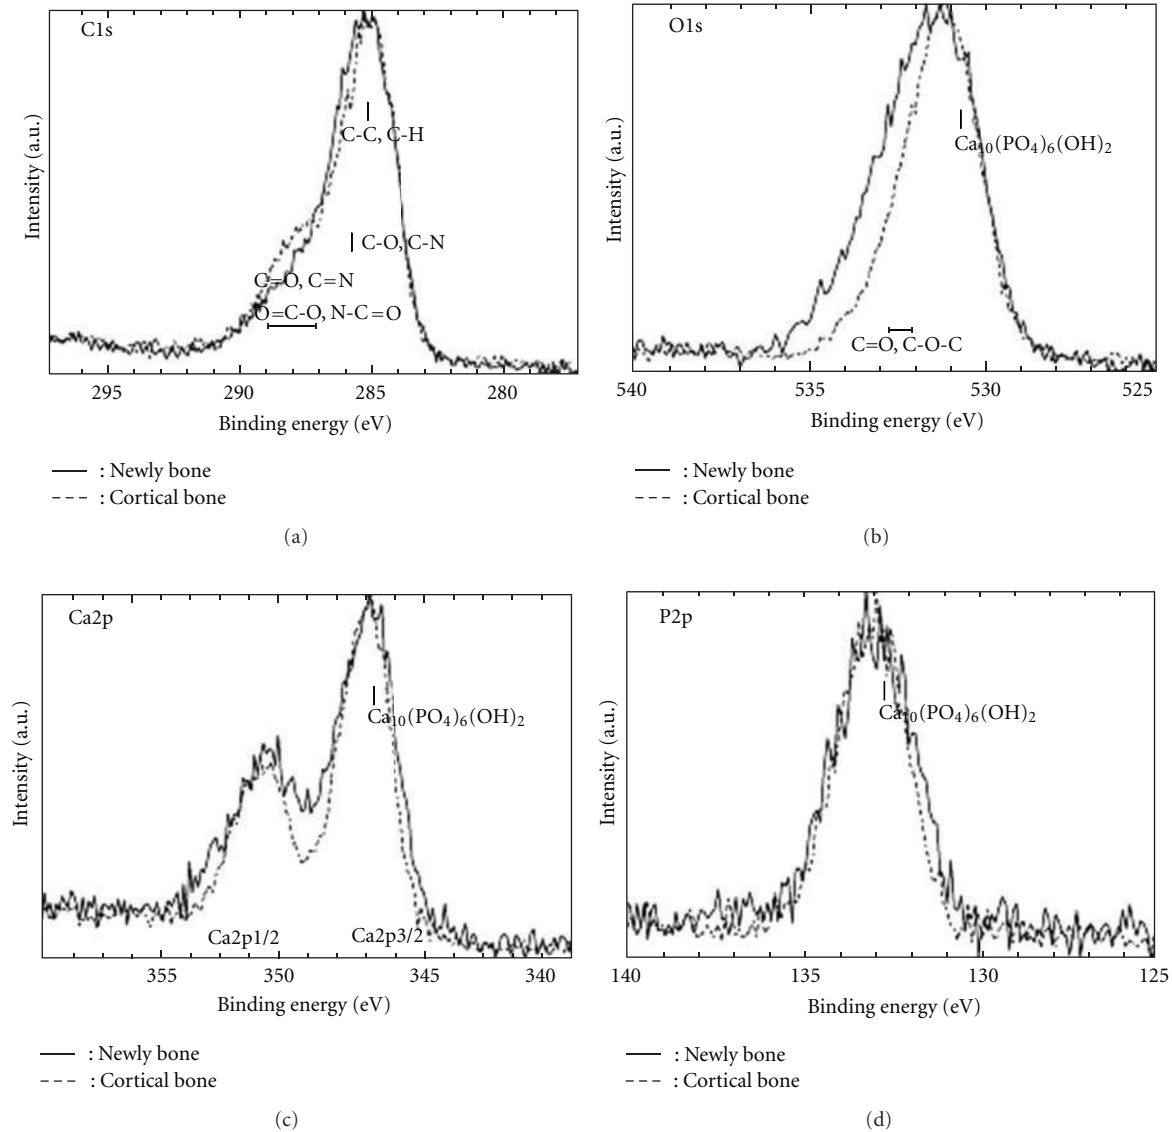 C1s
Intensity (a.u.)
C-C, C-H
C-O, C-N
C=O, C=N
O=C-O, N-C=O
295 290 285 280
Binding energy (eV)
: Newly bone
: Cortical bone
(a)
O1s
Intensity (a.u.)
Ca₁₀(PO₄)₆(OH)₂
C=O, C-O-C
540 535 530 525
Binding energy (eV)
: Newly bone
: Cortical bone
(b)
Ca2p
Intensity (a.u.)
Ca₁₀(PO₄)₆(OH)₂
Ca2p1/2 Ca2p3/2
355 350 345 340
Binding energy (eV)
: Newly bone
: Cortical bone
(c)
P2p
Intensity (a.u.)
Ca₁₀(PO₄)₆(OH)₂
140 135 130 125
Binding energy (eV)
: Newly bone
: Cortical bone
(d)